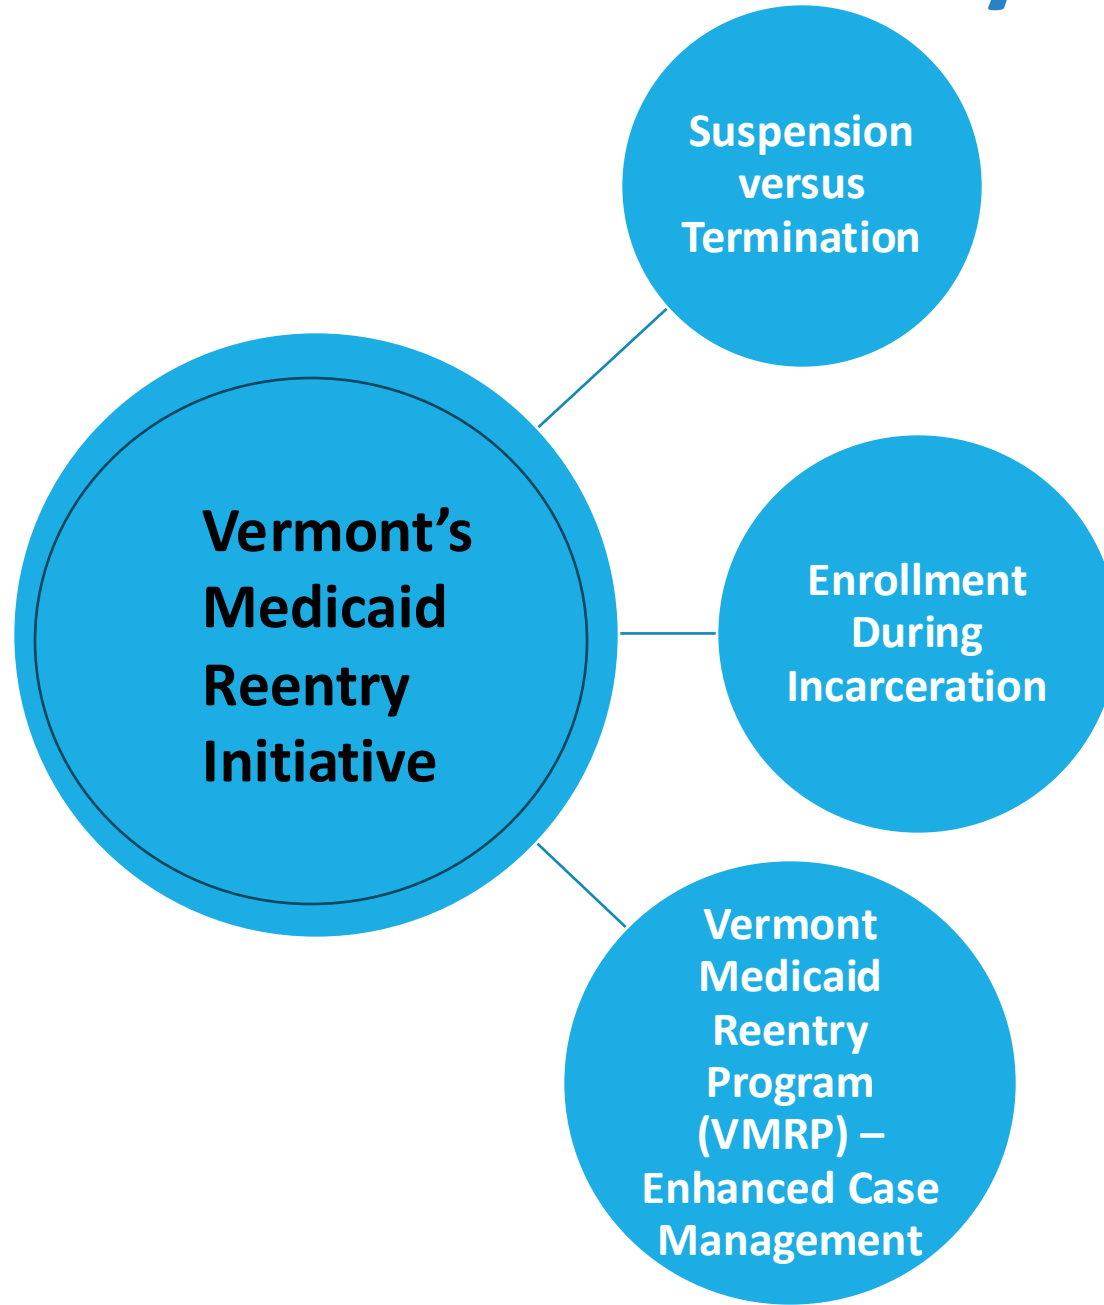 Suspension
versus
Termination
Vermont’s
Medicaid
Reentry
Initiative
Enrollment
During
Incarceration
Vermont
Medicaid
Reentry
Program
(VMRP) –
Enhanced Case
Management